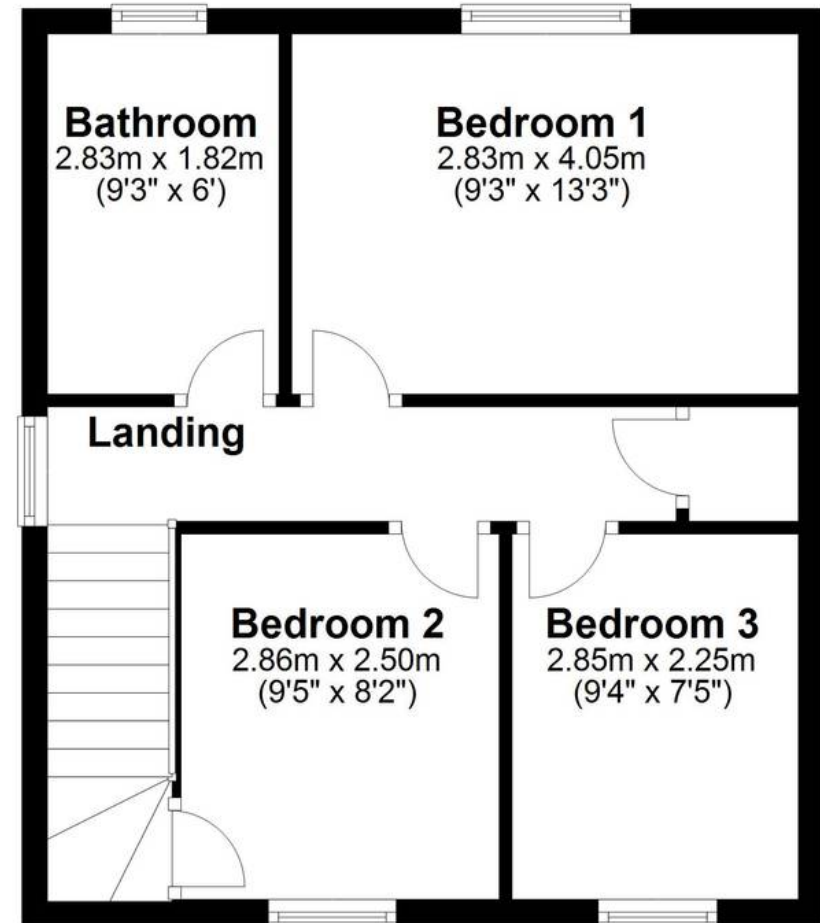 Bathroom
2.83m x 1.82m
(9'3" x 6')
Bedroom 1
2.83m x 4.05m
(9'3" x 13'3")
Landing
Bedroom 2
2.86m x 2.50m
(9'5" x 8'2")
Bedroom 3
2.85m x 2.25m
(9'4" x 7'5")